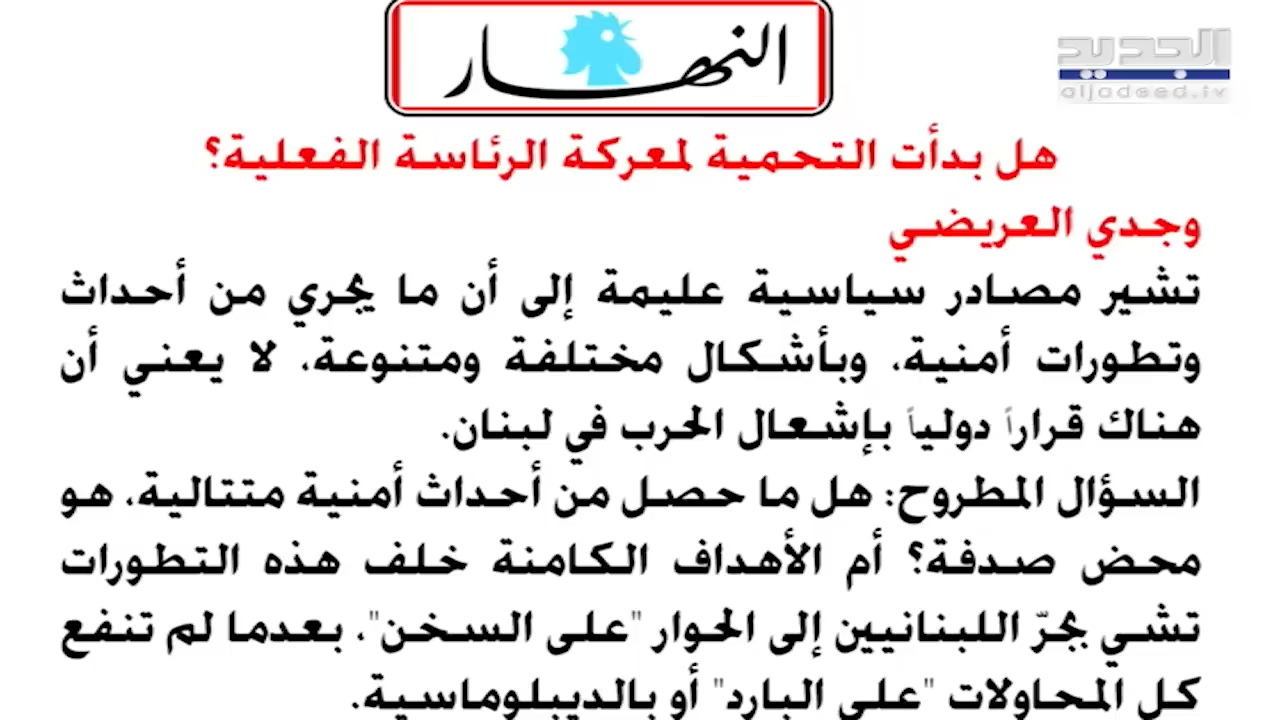 النهار
الجديد
aljadeed.tv
هل بدأت التحمية لمعركة الرئاسة الفعلية؟
وجدي العريضي
تشير مصادر سياسية عليمة إلى أن ما يجري من أحداث
وتطورات أمنية، وبأشكال مختلفة ومتنوعة، لا يعني أن
هناك قراراً دولياً بإشعال الحرب في لبنان.
السؤال المطروح: هل ما حصل من أحداث أمنية متتالية، هو
محض صدفة؟ أم الأهداف الكامنة خلف هذه التطورات
تشي بجرّ اللبنانيين إلى الحوار "على السخن"، بعدما لم تنفع
كل المحاولات "على البارد" أو بالديبلوماسية.